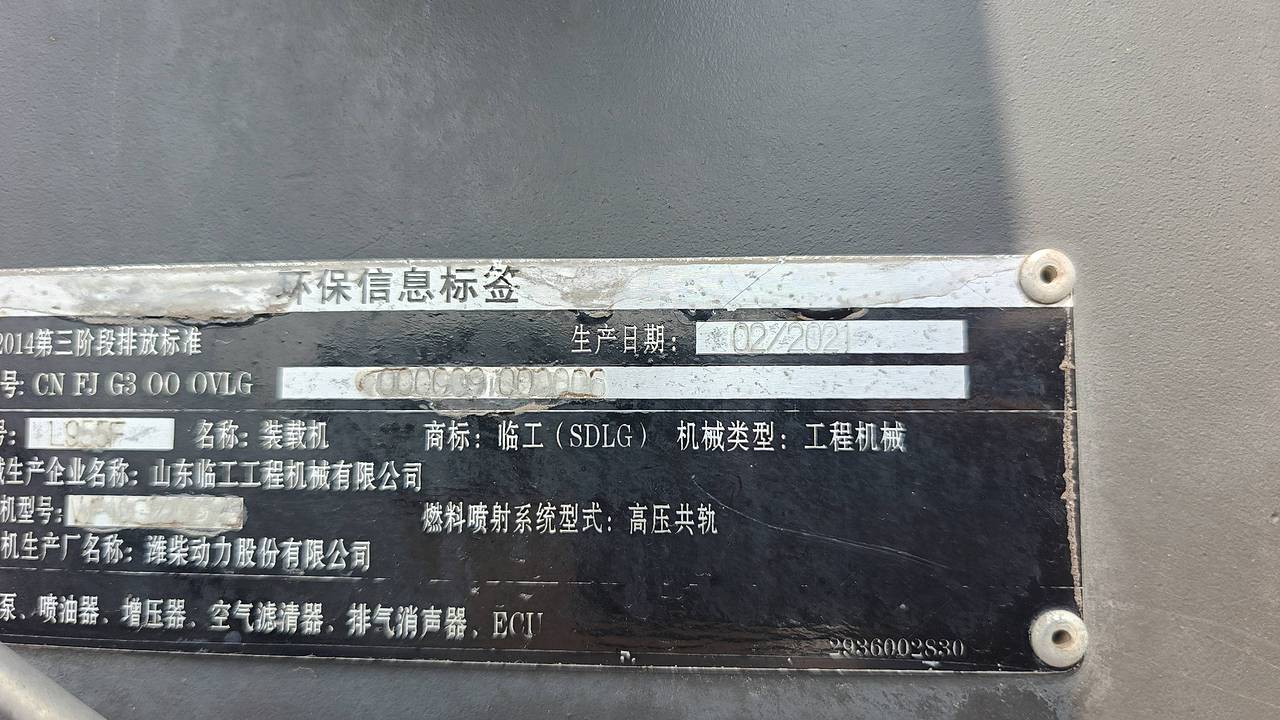 环保信息标签
2014第三阶段排放标准 生产日期: 02/2021
号: CN FJ G3 00 0VLG
号: L955F 名称: 装载机 商标: 临工(SDLG) 机械类型: 工程机械
生产企业名称: 山东临工工程机械有限公司
机型号: 燃料喷射系统型式: 高压共轨
机生产厂名称: 潍柴动力股份有限公司
泵、喷油器、增压器、空气滤清器、排气消声器、ECU
2936002830